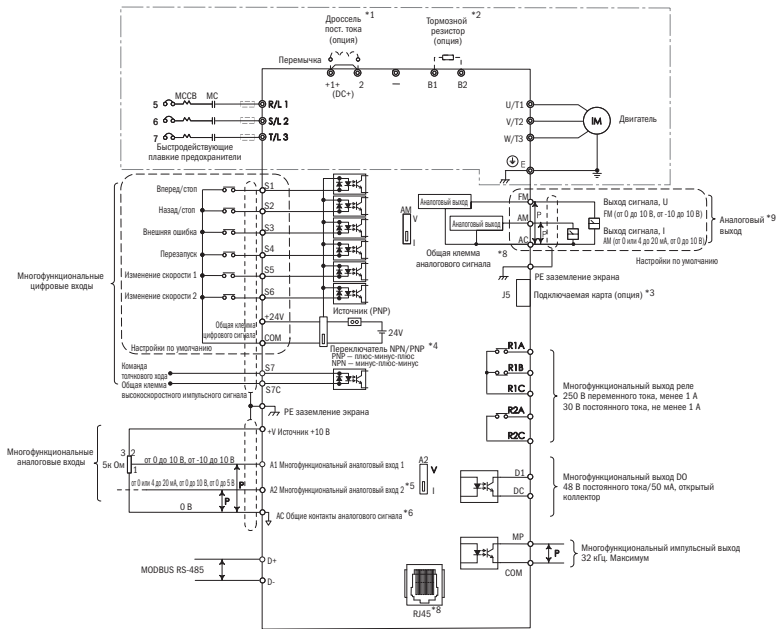 Дроссель *1
пост. тока
(опция)
*2
Тормозной
резистор
(опция)
Перемычка
+1+ 2 — B1 B2
(DC+)
MCCB MC
5 R/L 1
6 S/L 2
7 T/L 3
Быстродействующие
плавкие предохранители
U/T1
V/T2
W/T3
IM
Двигатель
E
Многофункциональные
цифровые входы
Вперед/стоп S1
Назад/стоп S2
Внешняя ошибка S3
Перезапуск S4
Изменение скорости 1 S5
Изменение скорости 2 S6
Источник (PNP)
+24V
24V
Общая клемма
цифрового сигнала
COM
Настройки по умолчанию
Переключатель NPN/PNP *4
PNP — плюс-минус-плюс
NPN — минус-плюс-минус
Команда
толчкового хода
S7
Общая клемма
высокоскоростного импульсного сигнала
S7C
PE заземление экрана
AM
V
I
Аналоговый выход
Аналоговый выход
Общая клемма
аналогового сигнала
*8
FM
AM
AC
P
P
Выход сигнала, U
FM (от 0 до 10 В, от -10 до 10 В)
Выход сигнала, I
AM (от 0 или 4 до 20 мА, от 0 до 10 В)
Аналоговый *9
выход
Настройки по умолчанию
PE заземление экрана
J5
Подключаемая карта (опция) *3
R1A
R1B
R1C
R2A
R2C
Многофункциональный выход реле
250 В переменного тока, менее 1 А
30 В постоянного тока, не менее 1 А
Многофункциональные
аналоговые входы
+V Источник +10 В
5к Ом
3 2
1
от 0 до 10 В, от -10 до 10 В
A1 Многофункциональный аналоговый вход 1
от 0 или 4 до 20 мА, от 0 до 10 В, от 0 до 5 В
A2 Многофункциональный аналоговый вход 2 *5
P
P
0 В
AC Общие контакты аналогового сигнала *6
A2
V
I
D1
DC
Многофункциональный выход DO
48 В постоянного тока/50 мА, открытый
коллектор
MP
COM
P
Многофункциональный импульсный выход
32 кГц. Максимум
MODBUS RS-485
D+
D-
RJ45 *8